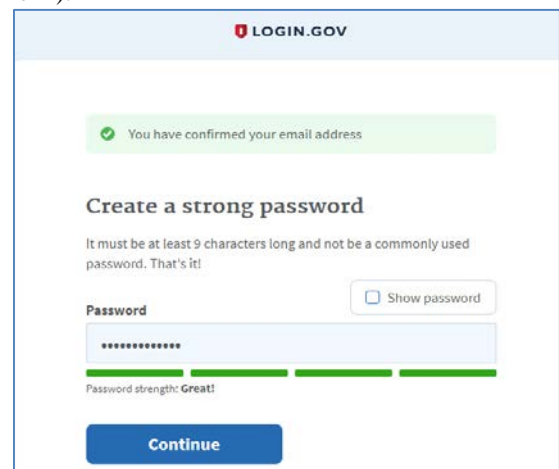 LOGIN.GOV
You have confirmed your email address
Create a strong password
It must be at least 9 characters long and not be a commonly used
password. That's it!
Show password
Password
•••••••••••••
Password strength: Great!
Continue